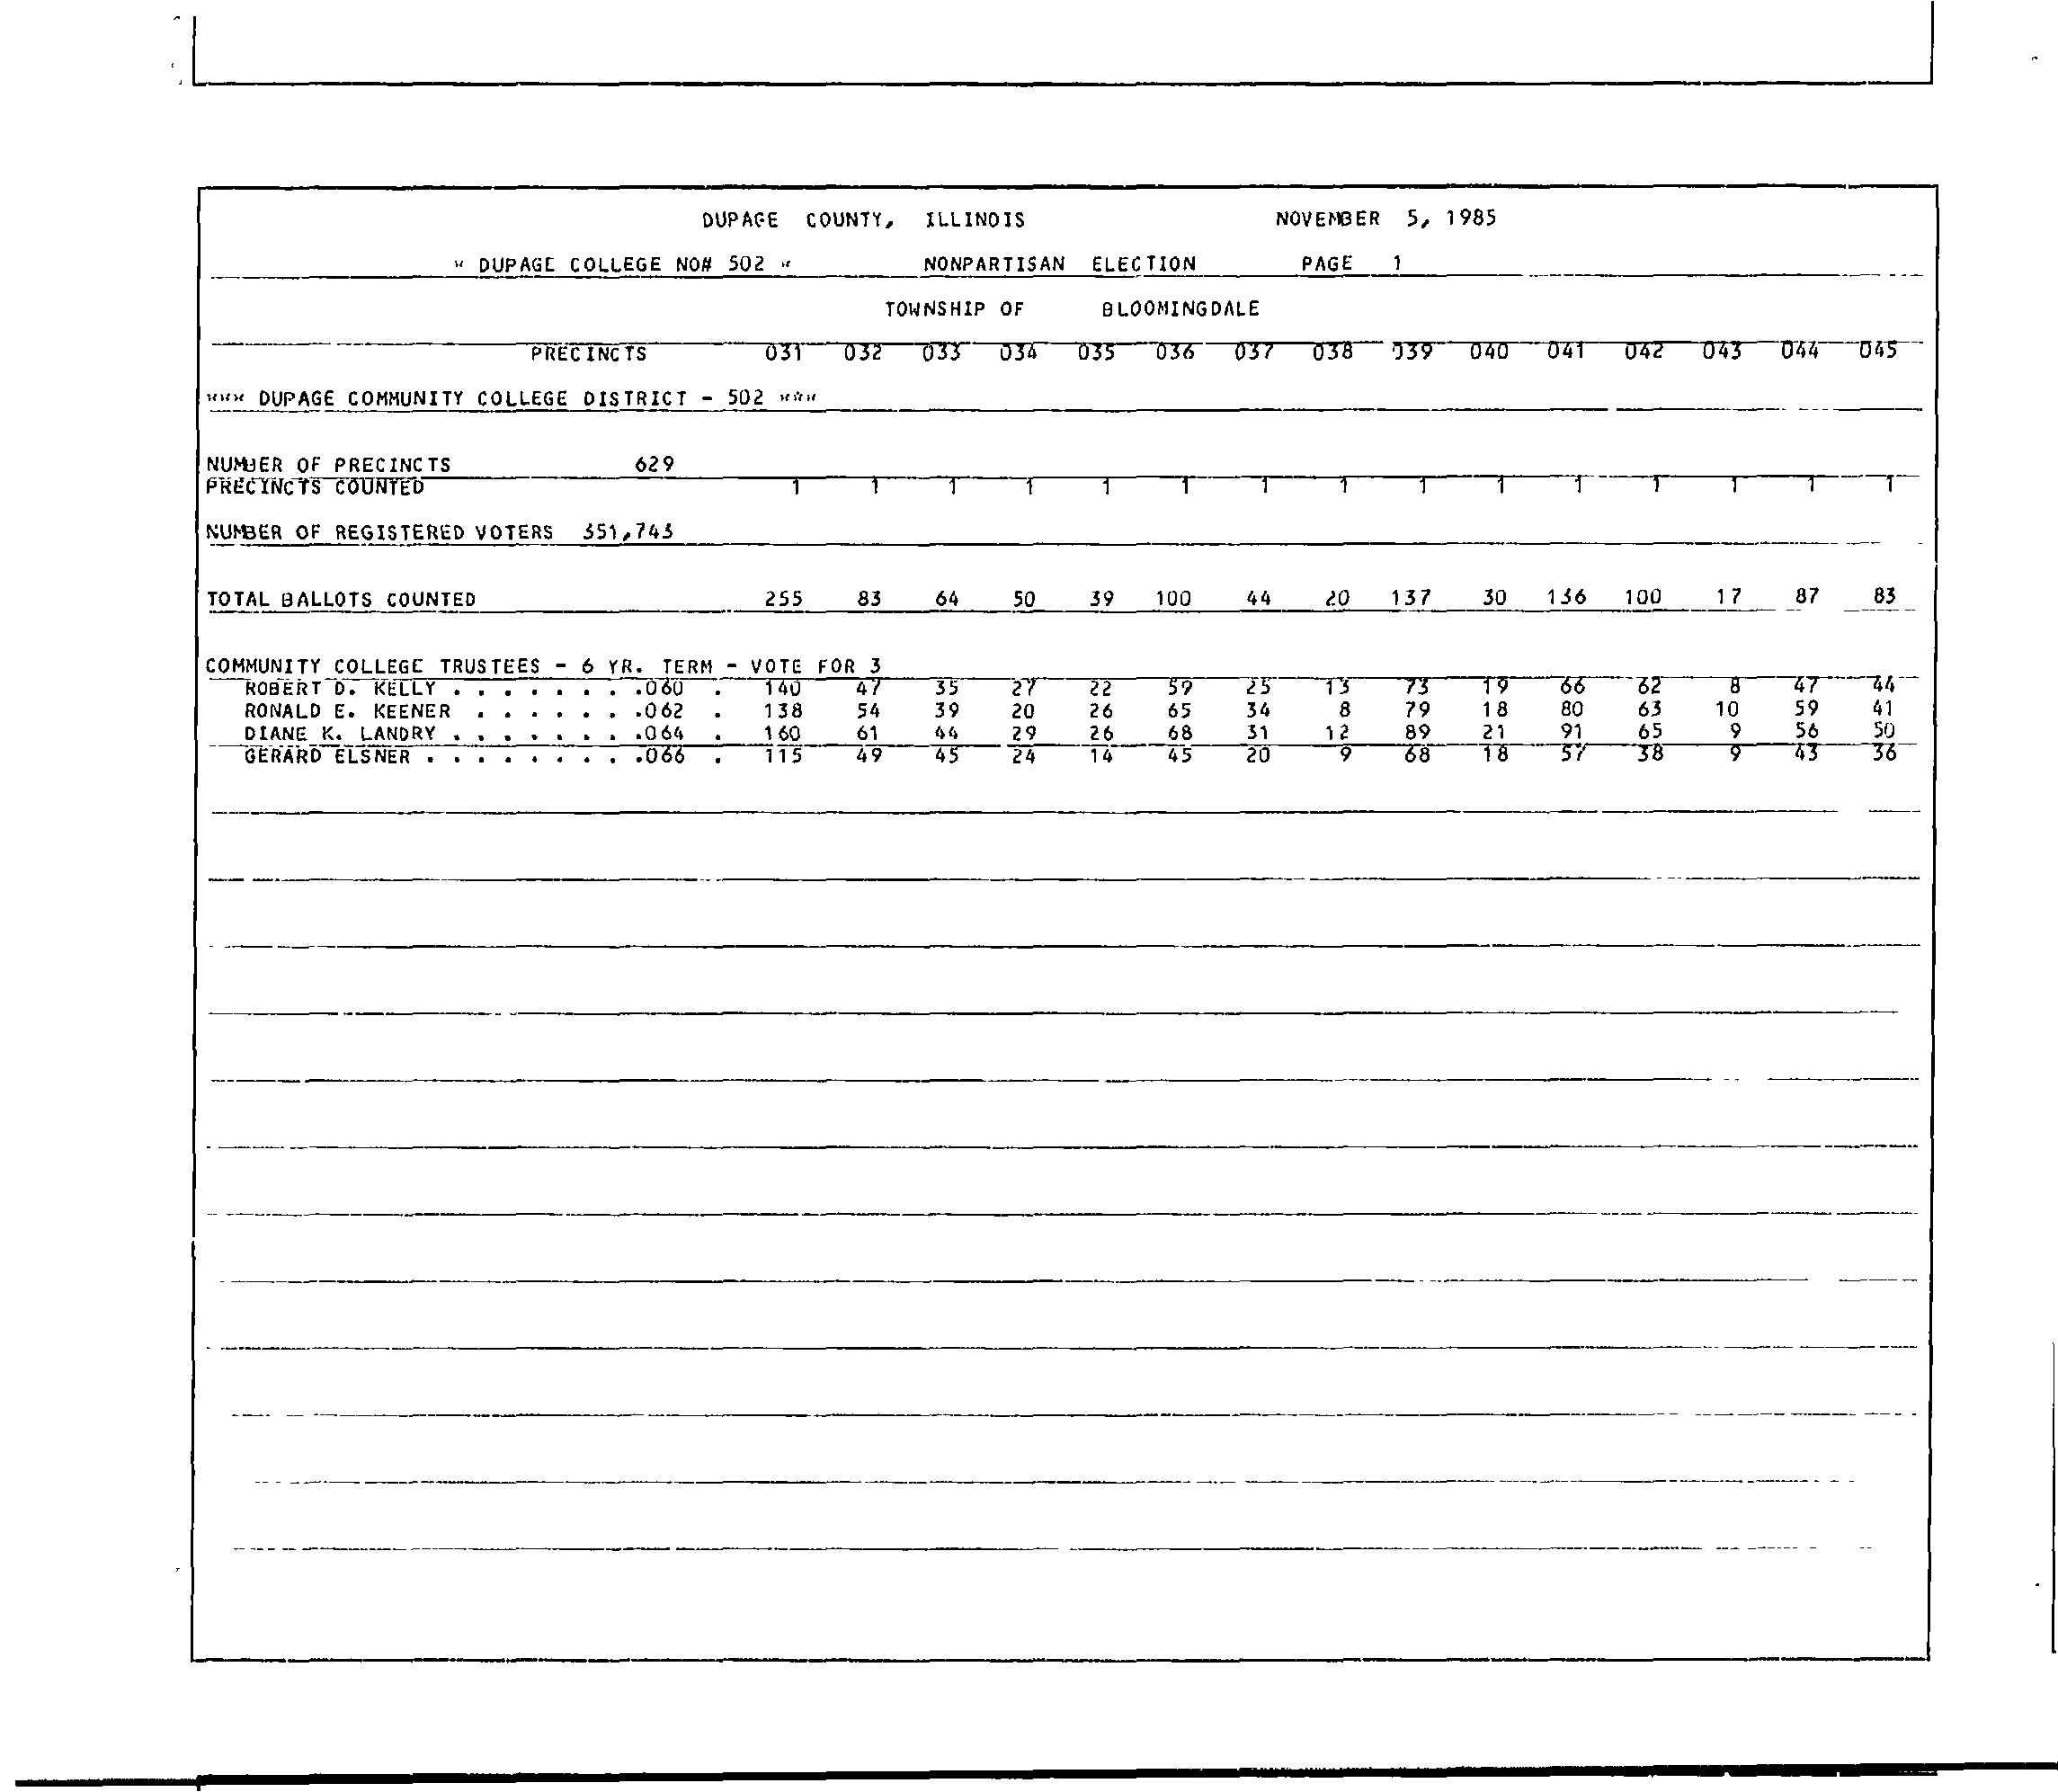 DUPAGE COUNTY, ILLINOIS NOVEMBER 5, 1985
* DUPAGE COLLEGE NO# 502 * NONPARTISAN ELECTION PAGE 1
TOWNSHIP OF BLOOMINGDALE
PRECINCTS 031 032 033 034 035 036 037 038 039 040 041 042 043 044 045
*** DUPAGE COMMUNITY COLLEGE DISTRICT - 502 ***
NUMBER OF PRECINCTS 629
PRECINCTS COUNTED 1 1 1 1 1 1 1 1 1 1 1 1 1 1 1
NUMBER OF REGISTERED VOTERS 351,743
TOTAL BALLOTS COUNTED 255 83 64 50 39 100 44 20 137 30 136 100 17 87 83
COMMUNITY COLLEGE TRUSTEES - 6 YR. TERM - VOTE FOR 3
ROBERT D. KELLY . . . . . . . .060 . 140 47 35 27 22 59 25 13 73 19 66 62 8 47 44
RONALD E. KEENER . . . . . . .062 . 138 54 39 20 26 65 34 8 79 18 80 63 10 59 41
DIANE K. LANDRY . . . . . . . .064 . 160 61 44 29 26 68 31 12 89 21 91 65 9 56 50
GERARD ELSNER . . . . . . . . .066 . 115 49 45 24 14 45 20 9 68 18 57 38 9 43 36